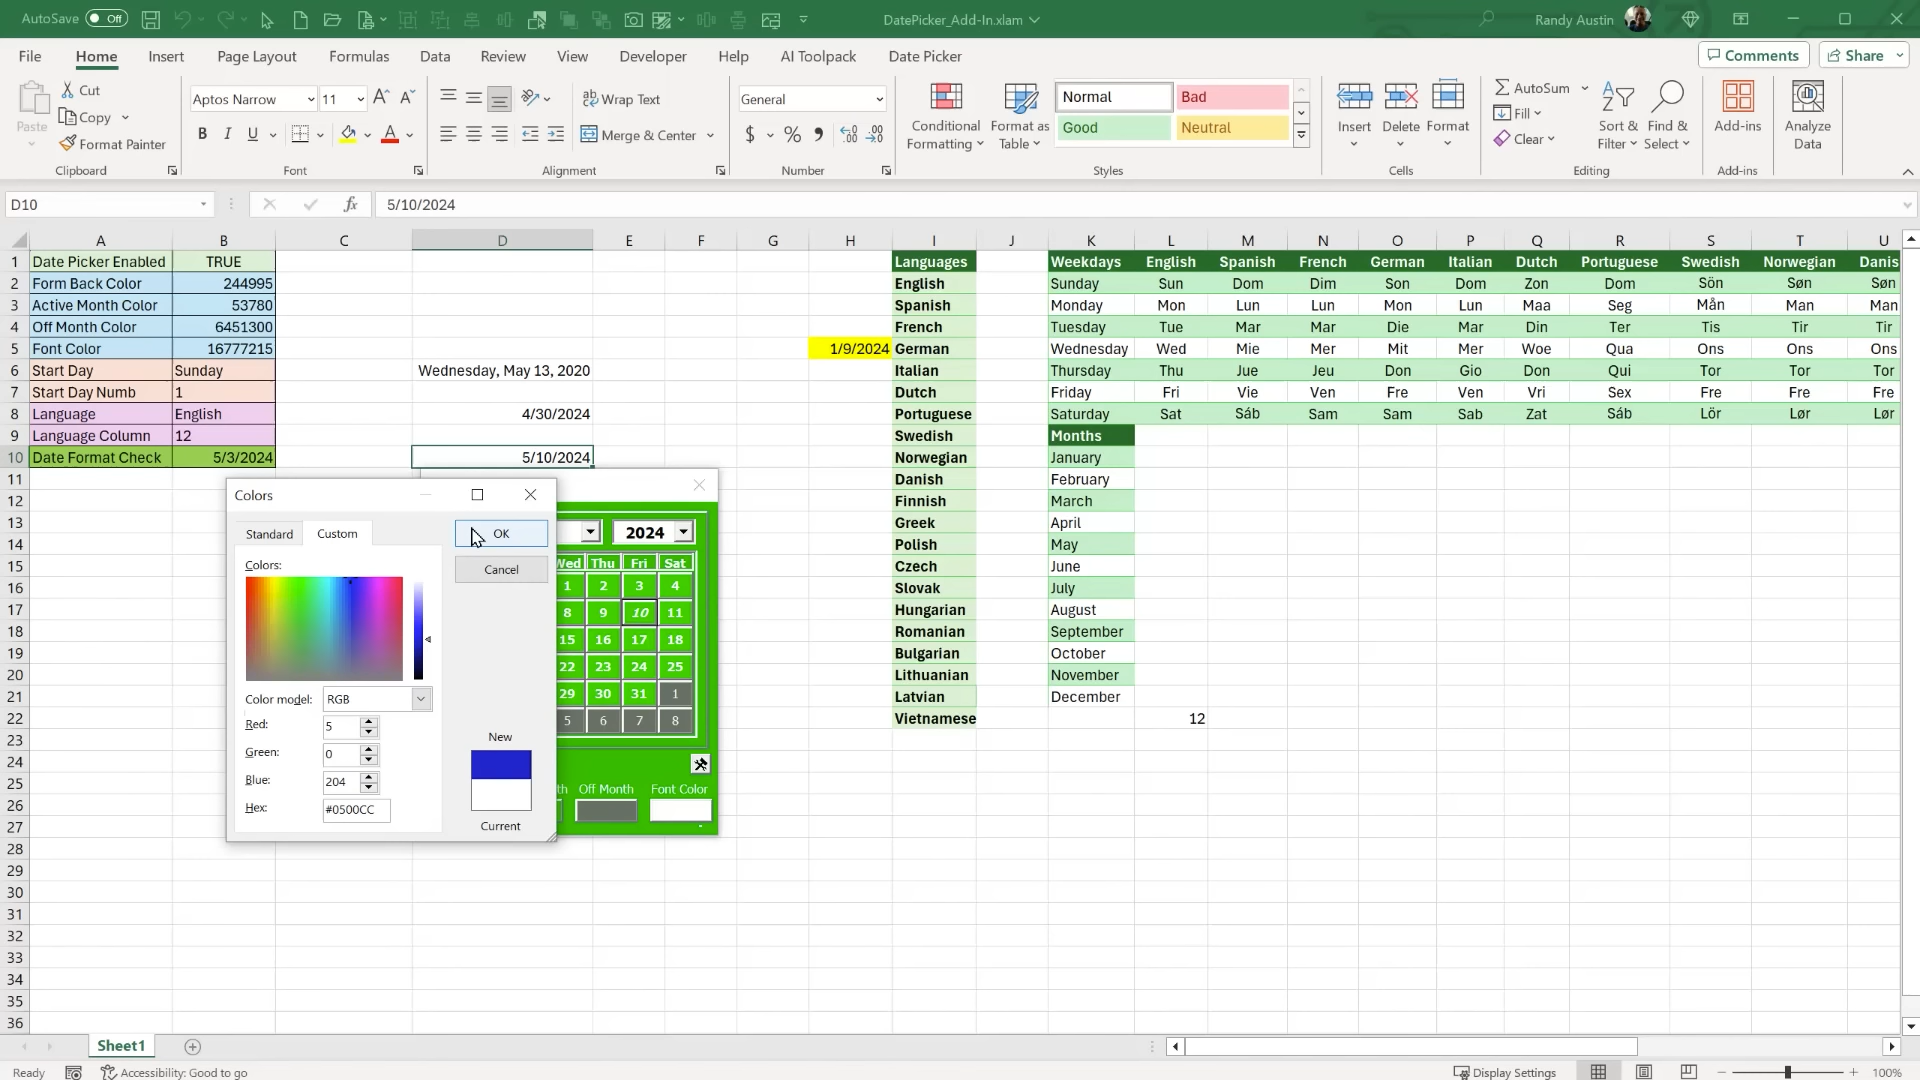 AutoSave Off DatePicker_Add-In.xlam Randy Austin
File Home Insert Page Layout Formulas Data Review View Developer Help AI Toolpack Date Picker Comments Share
Paste Cut Copy Format Painter Clipboard
Aptos Narrow 11 B I U A Font
Wrap Text Merge & Center Alignment
General $ % Number
Conditional Formatting Format as Table Normal Bad Good Neutral Styles
Insert Delete Format Cells
AutoSum Fill Clear Sort & Filter Find & Select Editing
Add-ins Add-ins Analyze Data
D10 fx 5/10/2024
A B C D E F G H I J K L M N O P Q R S T U
1 Date Picker Enabled TRUE Languages Weekdays English Spanish French German Italian Dutch Portuguese Swedish Norwegian Danis
2 Form Back Color 244995 English Sunday Sun Dom Dim Son Dom Zon Dom Sön Søn Søn
3 Active Month Color 53780 Spanish Monday Mon Lun Lun Mon Lun Maa Seg Mån Man Man
4 Off Month Color 6451300 French Tuesday Tue Mar Mar Die Mar Din Ter Tis Tir Tir
5 Font Color 16777215 1/9/2024 German Wednesday Wed Mie Mer Mit Mer Woe Qua Ons Ons Ons
6 Start Day Sunday Wednesday, May 13, 2020 Italian Thursday Thu Jue Jeu Don Gio Don Qui Tor Tor Tor
7 Start Day Numb 1 Dutch Friday Fri Vie Ven Fre Ven Vri Sex Fre Fre Fre
8 Language English 4/30/2024 Portuguese Saturday Sat Sáb Sam Sam Sab Zat Sáb Lör Lør Lør
9 Language Column 12 Swedish Months
10 Date Format Check 5/3/2024 5/10/2024 Norwegian January
11 Danish February
12 Finnish March
13 Greek April
14 Polish May
15 Czech June
16 Slovak July
17 Hungarian August
18 Romanian September
19 Bulgarian October
20 Lithuanian November
21 Latvian December
22 Vietnamese 12
23
24
25
26
27
28
29
30
31
32
33
34
35
36
Colors
Standard Custom OK
Cancel
Colors:
Color model: RGB
Red: 5
Green: 0
Blue: 204
Hex: #0500CC
New
Current
2024
Wed Thu Fri Sat
1 2 3 4
8 9 10 11
15 16 17 18
22 23 24 25
29 30 31 1
5 6 7 8
th Off Month Font Color
Sheet1
Ready Accessibility: Good to go Display Settings 100%